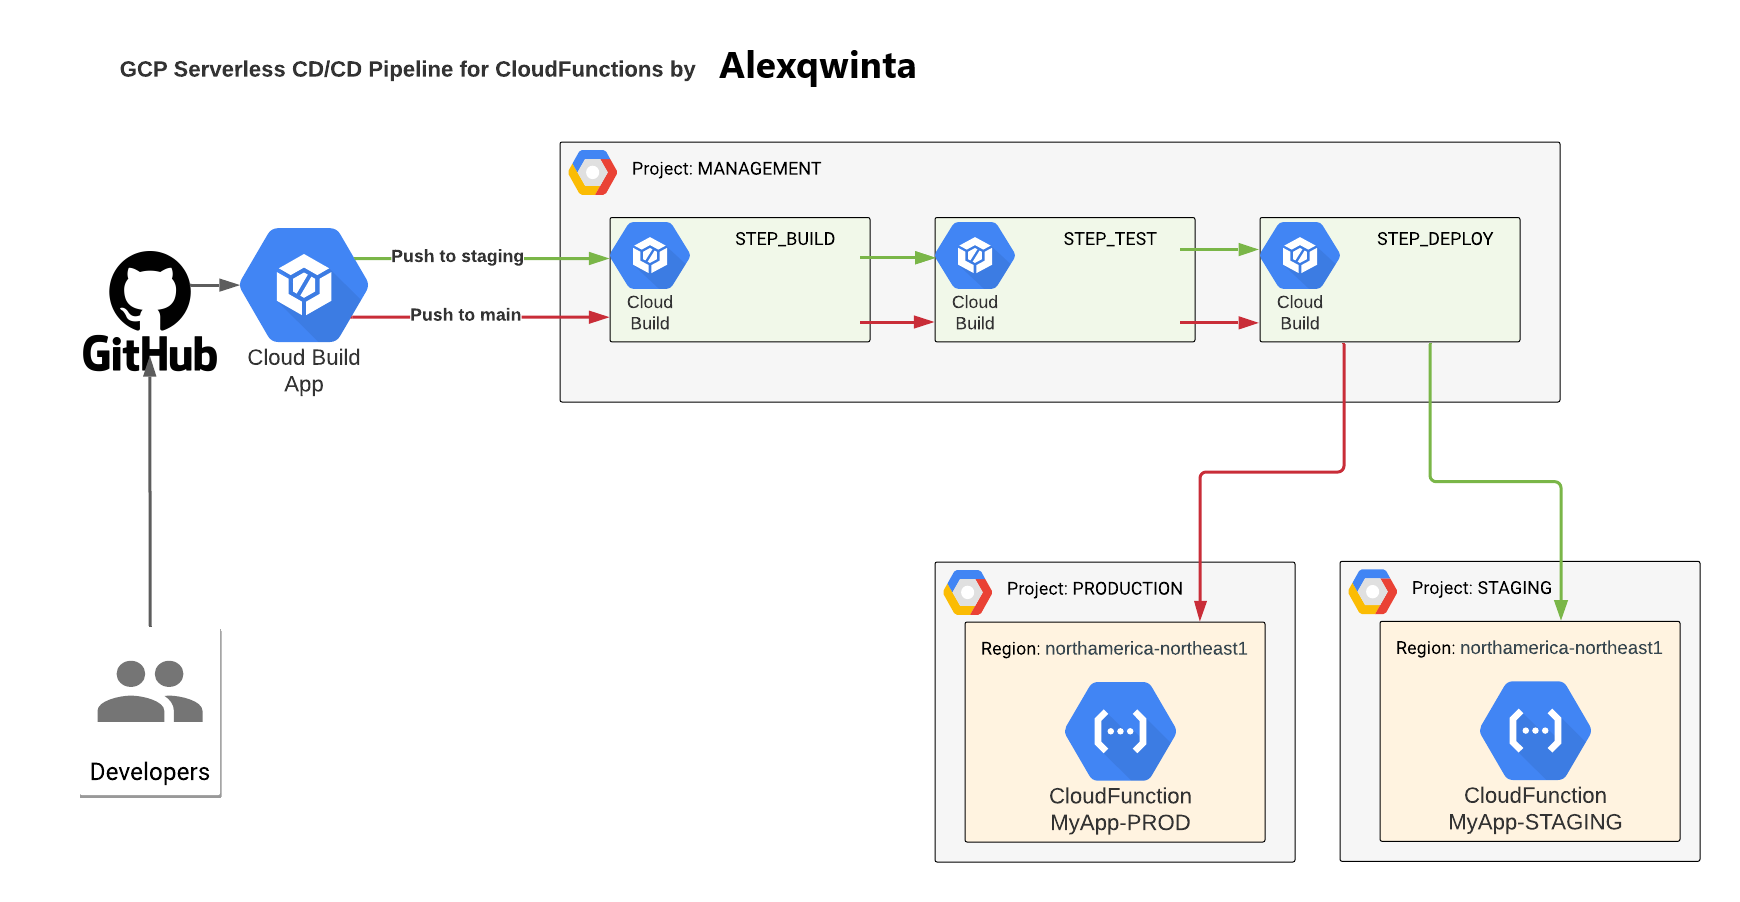 GCP Serverless CD/CD Pipeline for CloudFunctions by Alexqwinta
Project: MANAGEMENT
STEP_BUILD
STEP_TEST
STEP_DEPLOY
Push to staging
Push to main
Cloud
Build
Cloud
Build
Cloud
Build
GitHub
Cloud Build
App
Project: PRODUCTION
Project: STAGING
Region: northamerica-northeast1
Region: northamerica-northeast1
CloudFunction
MyApp-PROD
CloudFunction
MyApp-STAGING
Developers